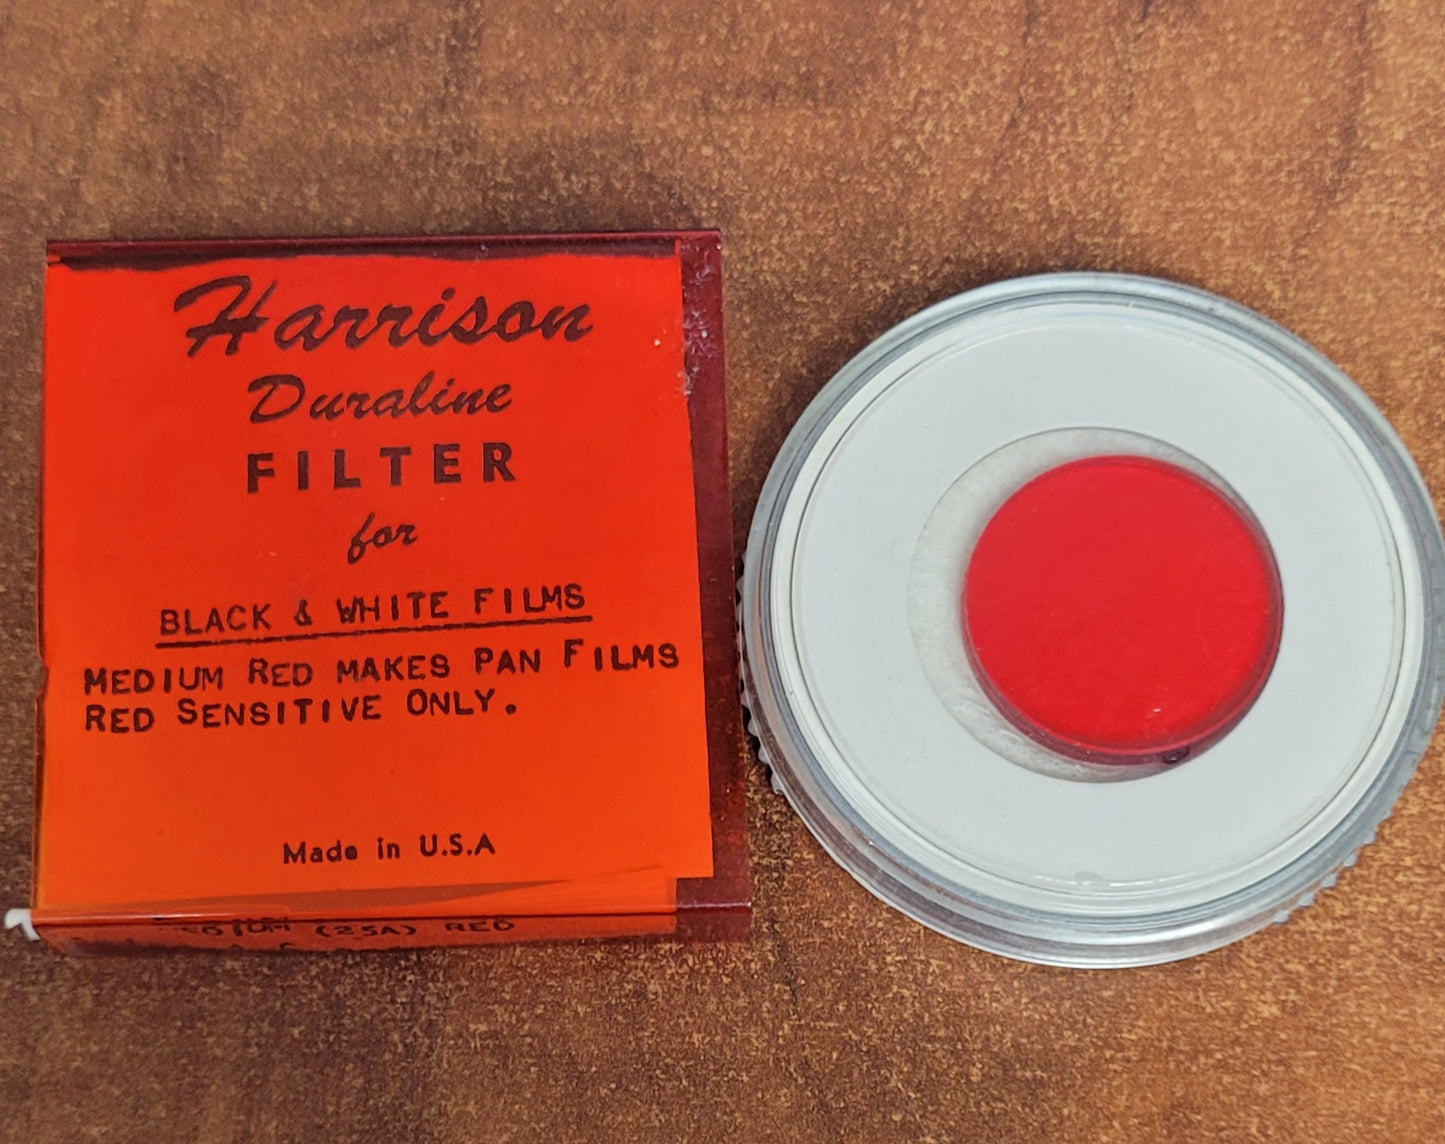 Harrison
Duraline
FILTER
for
BLACK & WHITE FILMS
MEDIUM RED MAKES PAN FILMS
RED SENSITIVE ONLY.
Made in U.S.A
(25A) RED